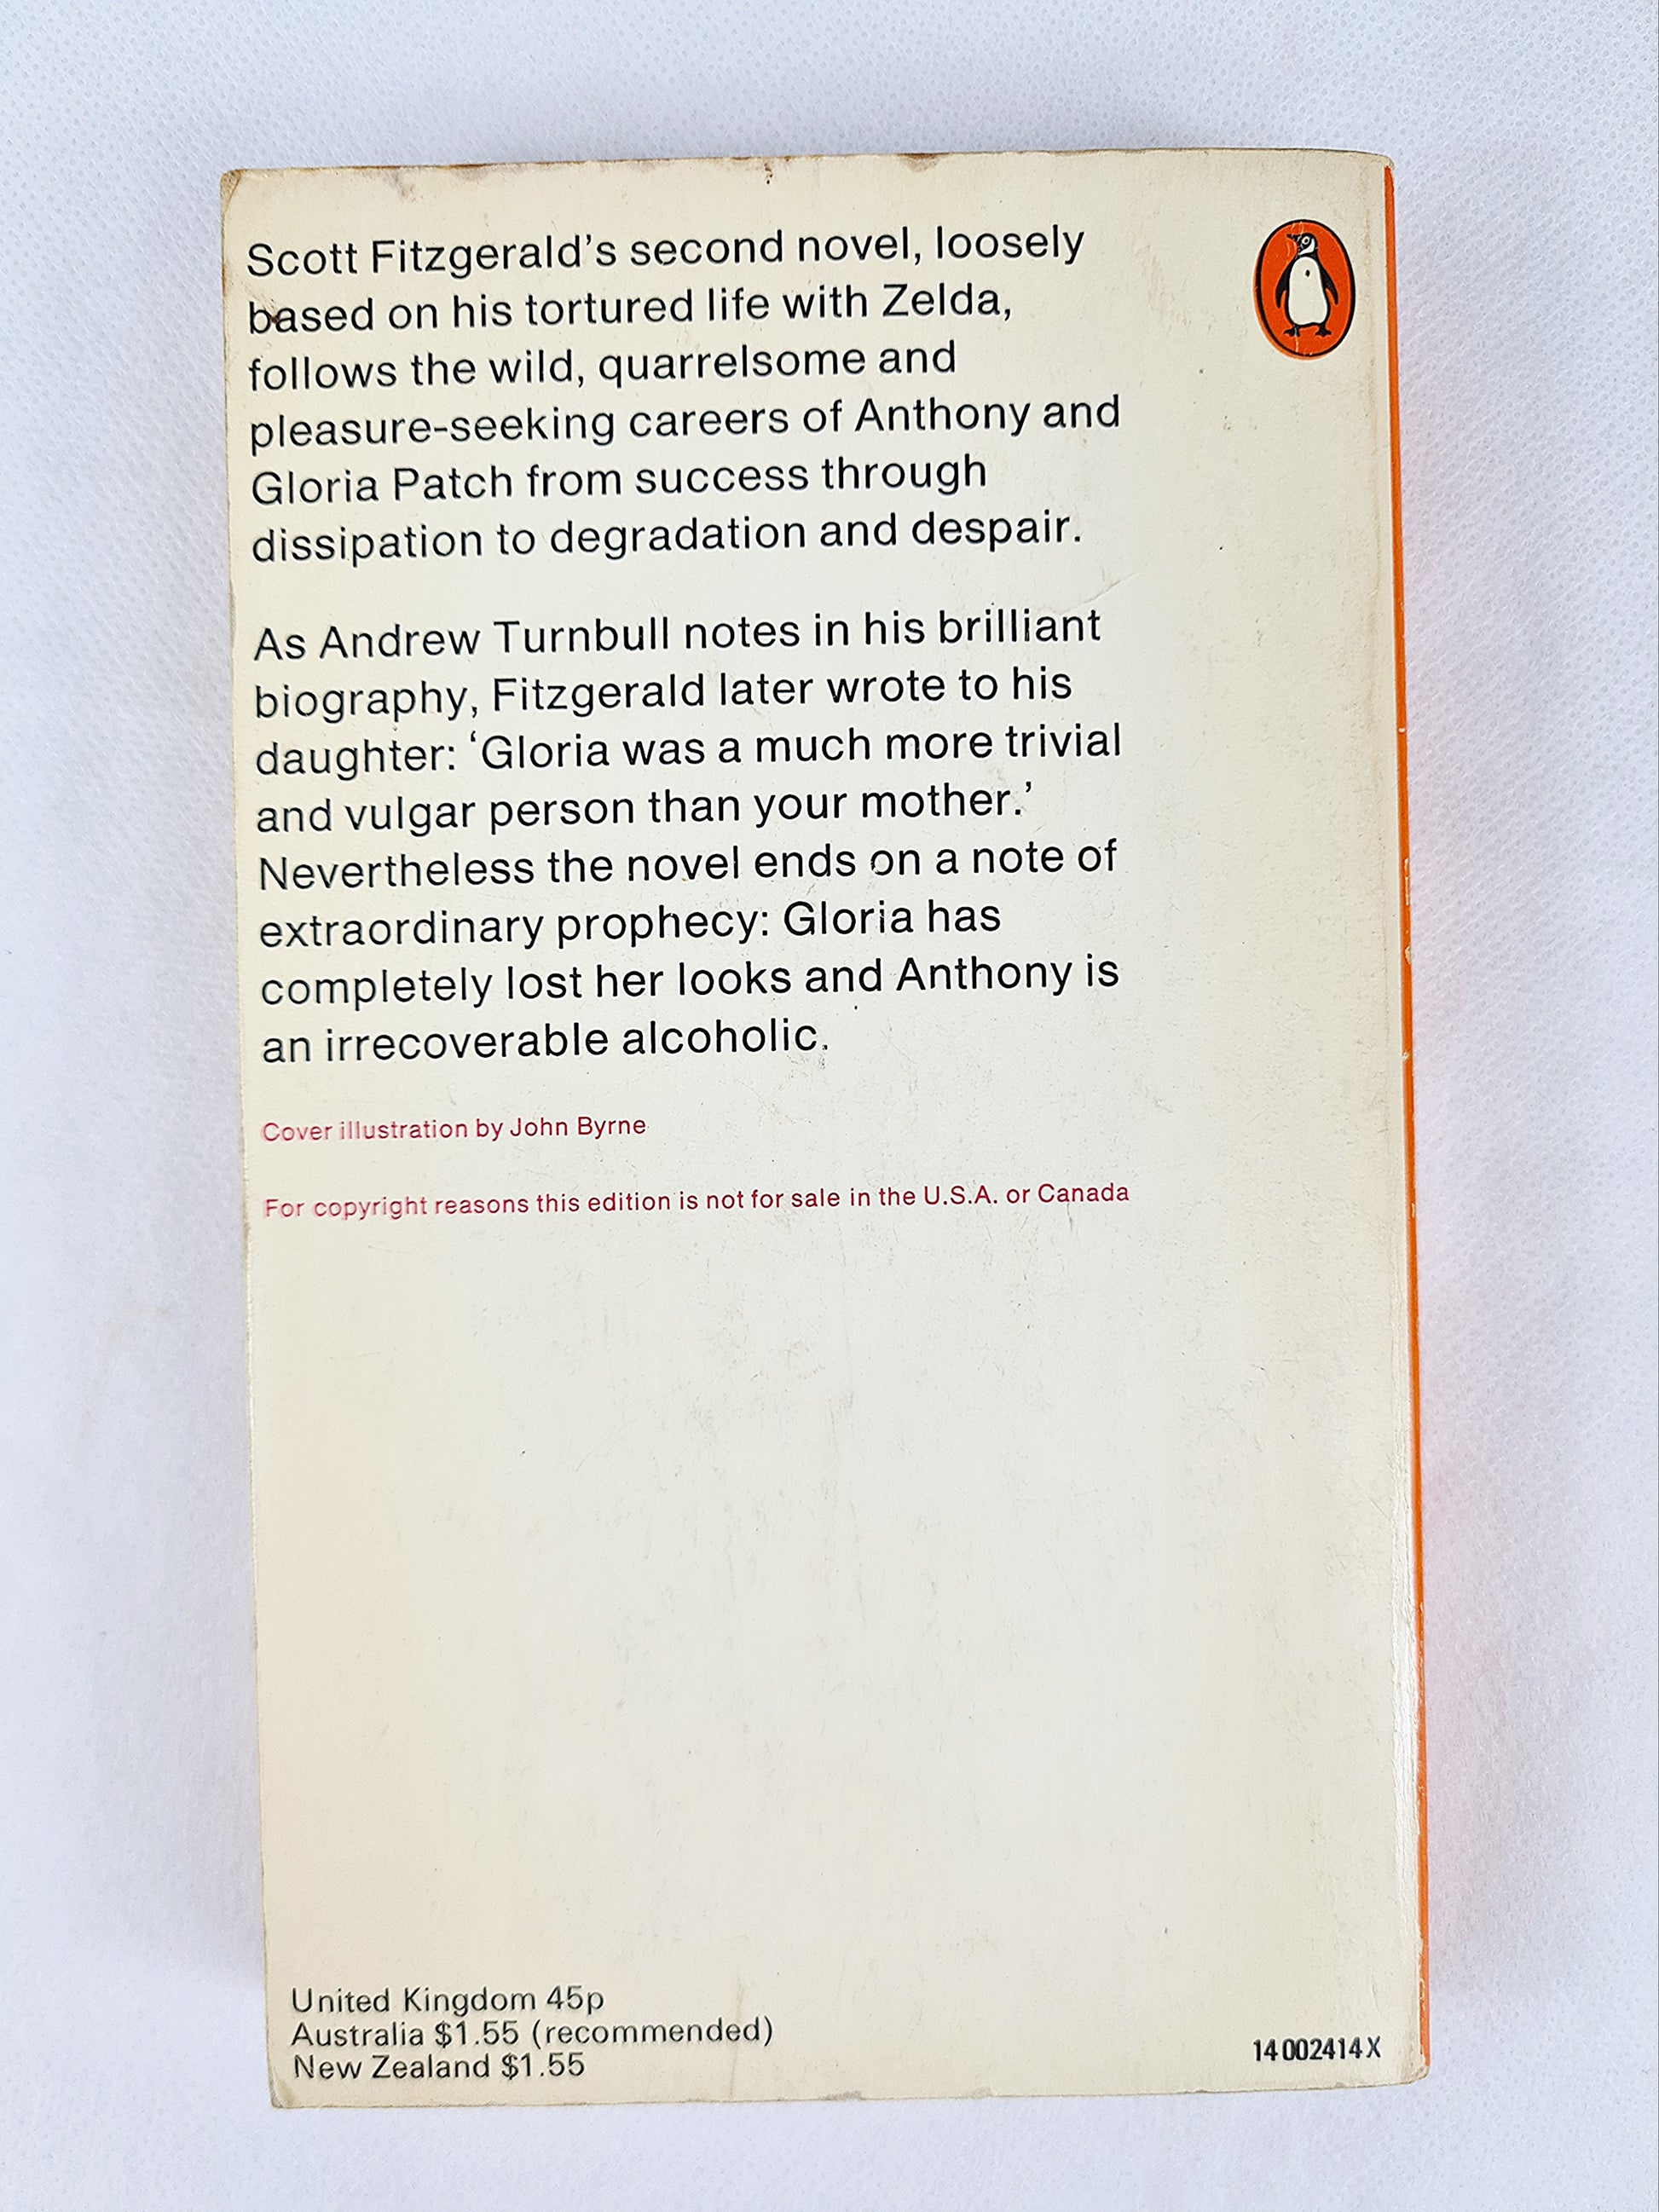 Scott Fitzgerald’s second novel, loosely
based on his tortured life with Zelda,
follows the wild, quarrelsome and
pleasure-seeking careers of Anthony and
Gloria Patch from success through
dissipation to degradation and despair.
As Andrew Turnbull notes in his brilliant
biography, Fitzgerald later wrote to his
daughter: ‘Gloria was a much more trivial
and vulgar person than your mother.’
Nevertheless the novel ends on a note of
extraordinary prophecy: Gloria has
completely lost her looks and Anthony is
an irrecoverable alcoholic.
Cover illustration by John Byrne
For copyright reasons this edition is not for sale in the U.S.A. or Canada
United Kingdom 45p
Australia $1.55 (recommended)
New Zealand $1.55
14 002414 X